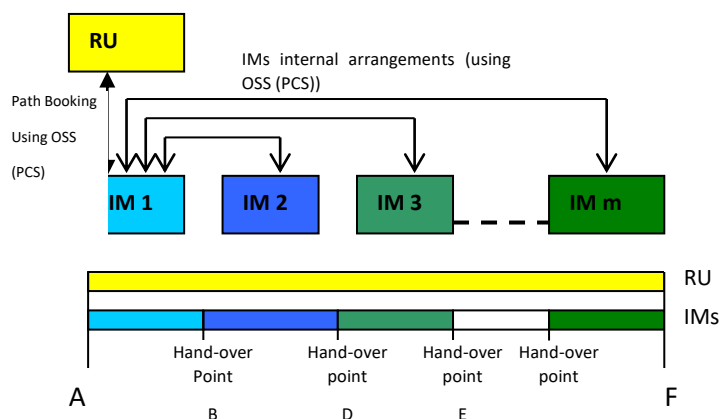 RU
IMs internal arrangements (using
OSS (PCS))
Path Booking
Using OSS
(PCS)
IM 1
IM 2
IM 3
IM m
RU
IMs
Hand-over
Point
Hand-over
point
Hand-over
point
Hand-over
point
A
B
D
E
F